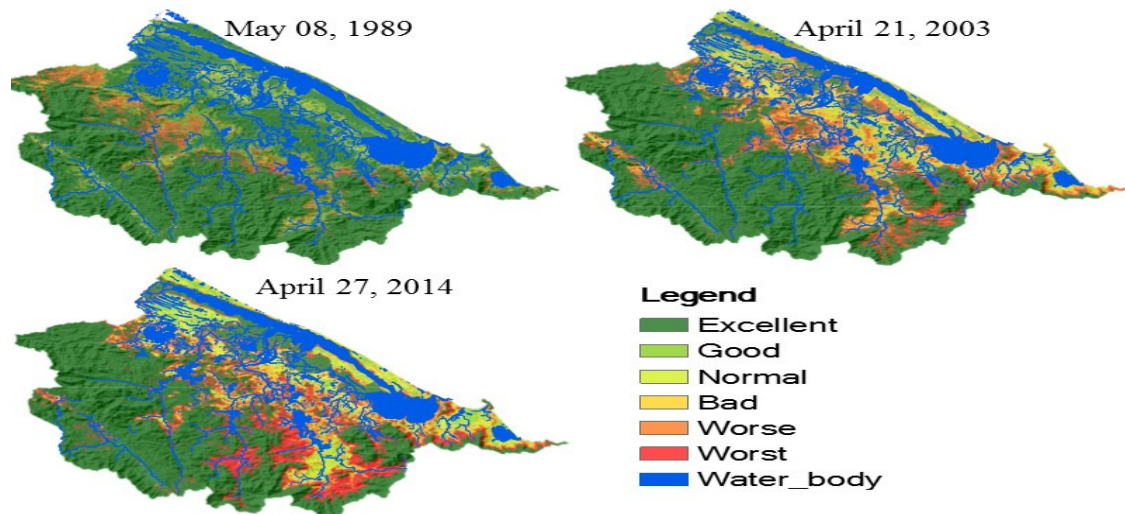 May 08, 1989
April 21, 2003
April 27, 2014
Legend
Excellent
Good
Normal
Bad
Worse
Worst
Water_body